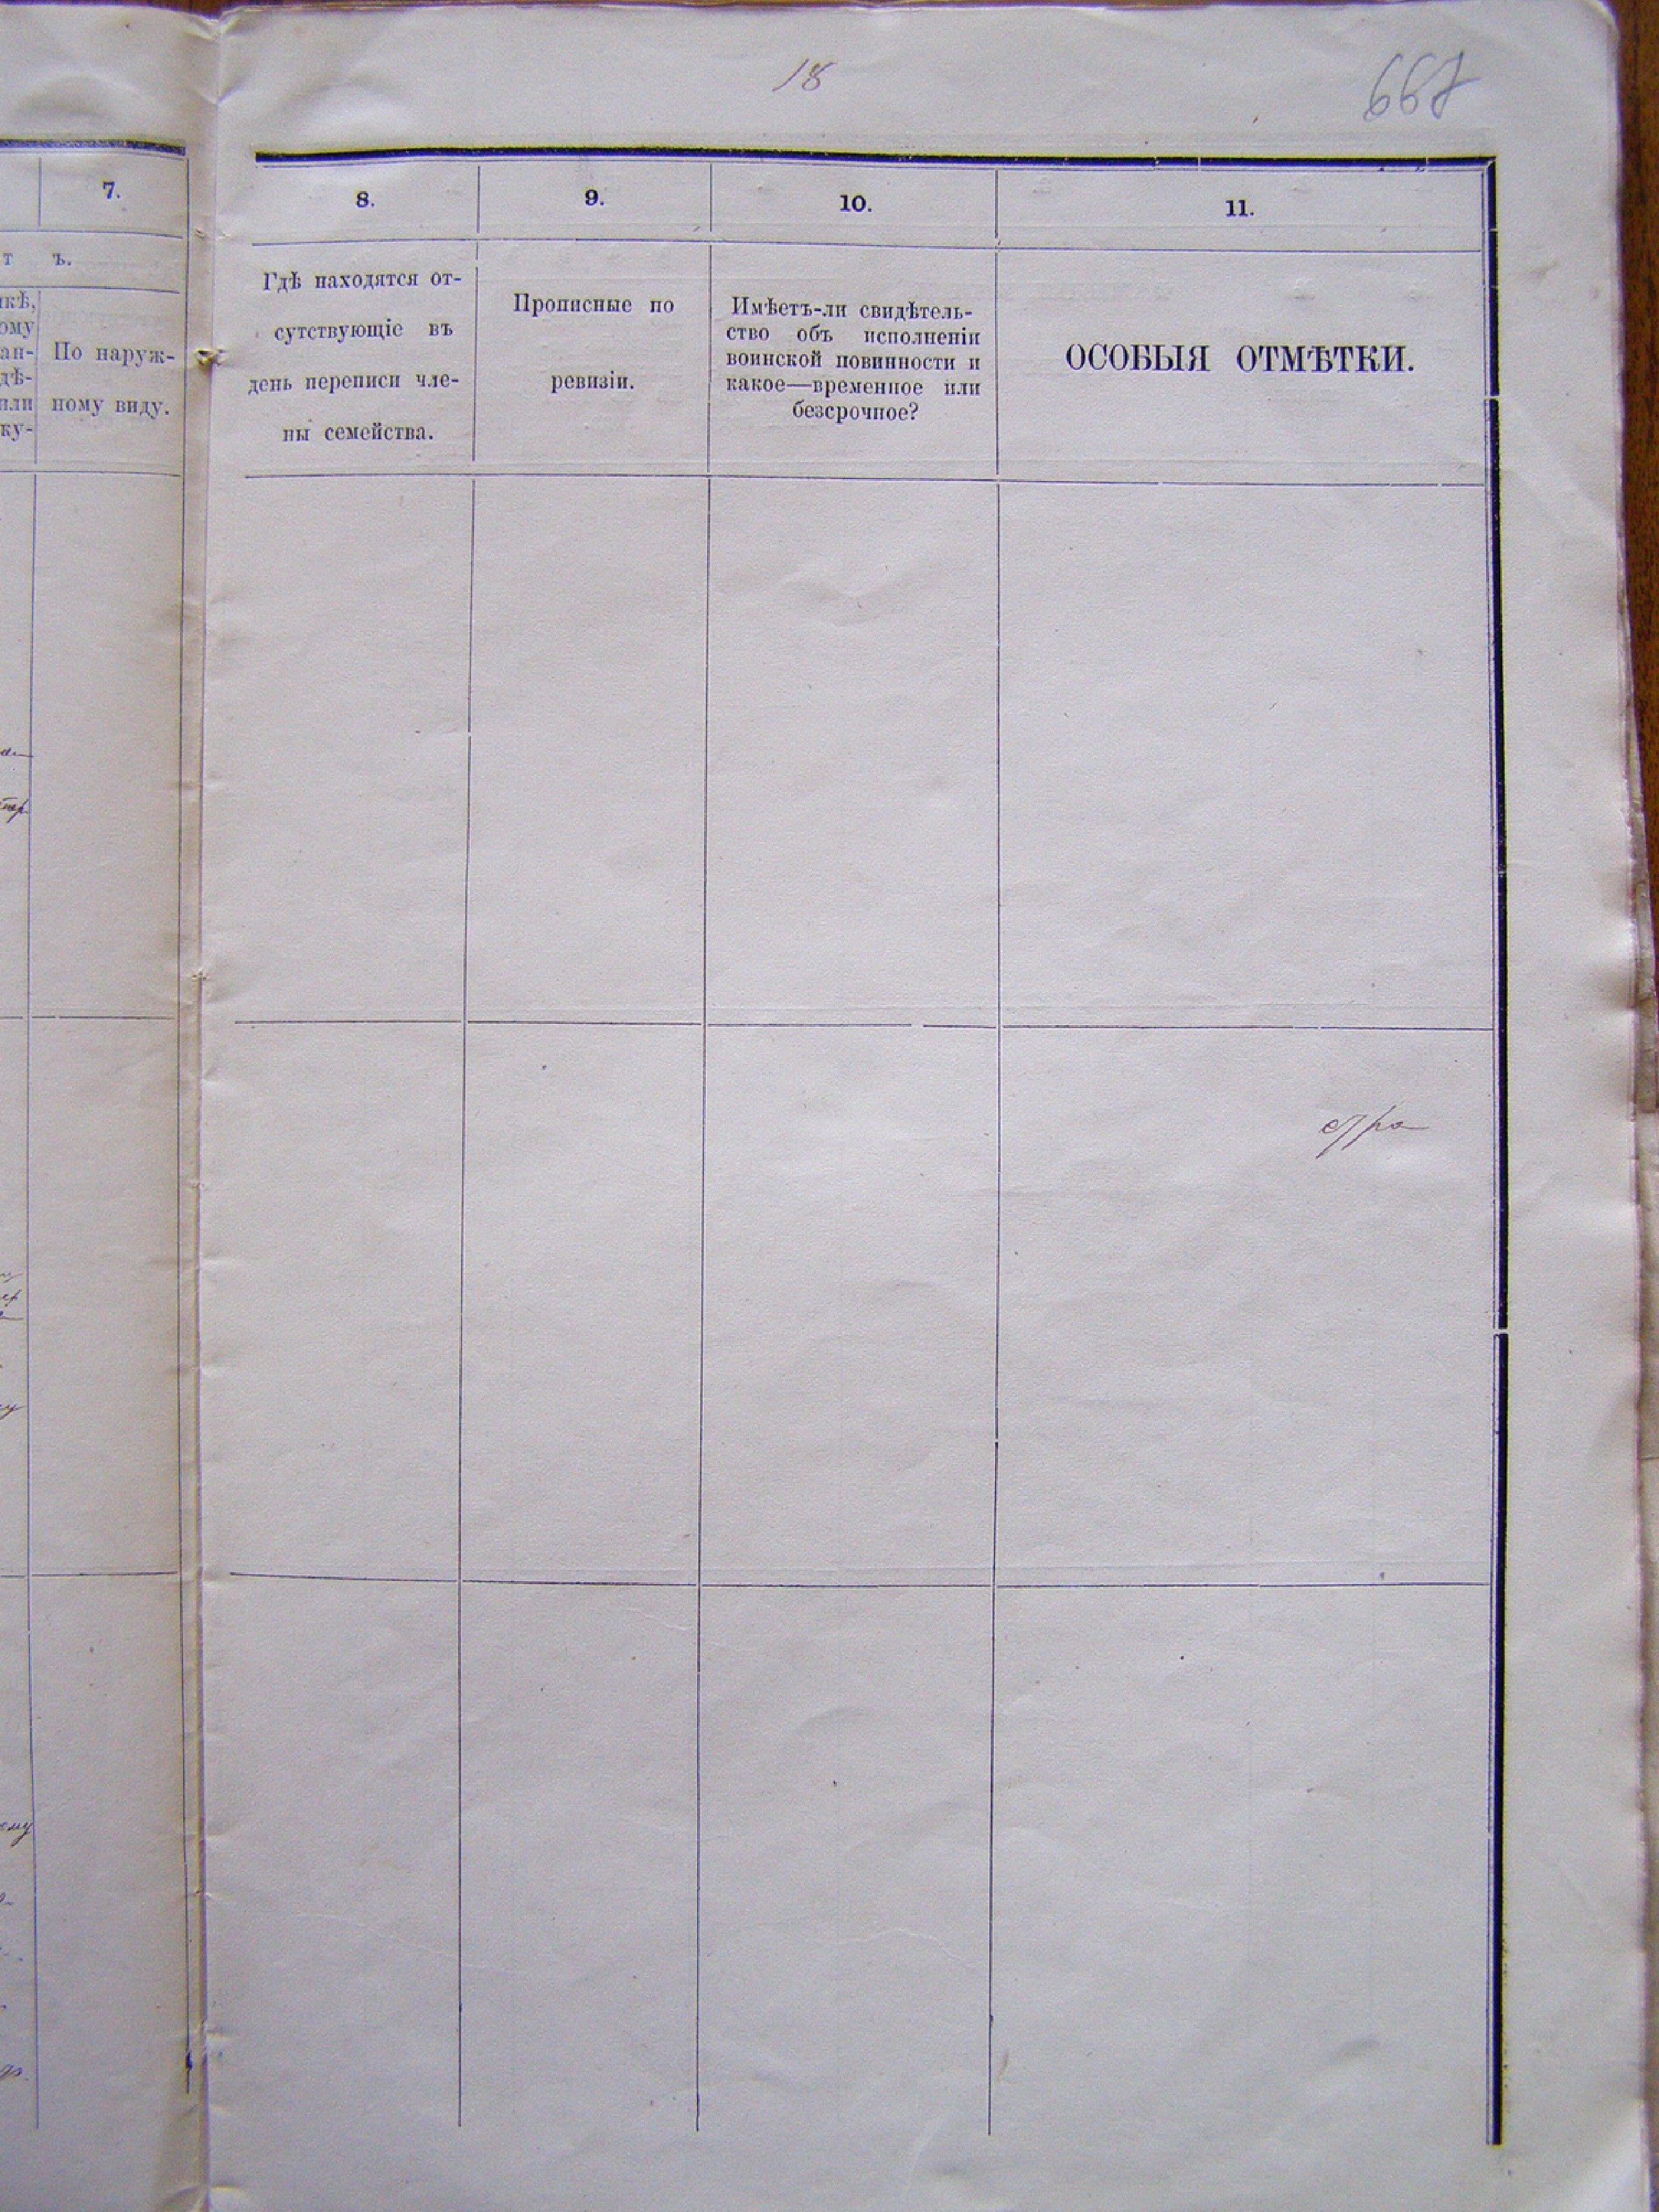 18
667
7.
8.
9.
10.
11.
т ъ.
По наруж-
ному виду.
Гдѣ находятся от-
сутствующіе въ
день переписи чле-
ны семейства.
Прописные по
ревизіи.
Имѣетъ-ли свидѣтель-
ство объ исполненіи
воинской повинности и
какое—временное или
безсрочное?
ОСОБЫЯ ОТМѢТКИ.